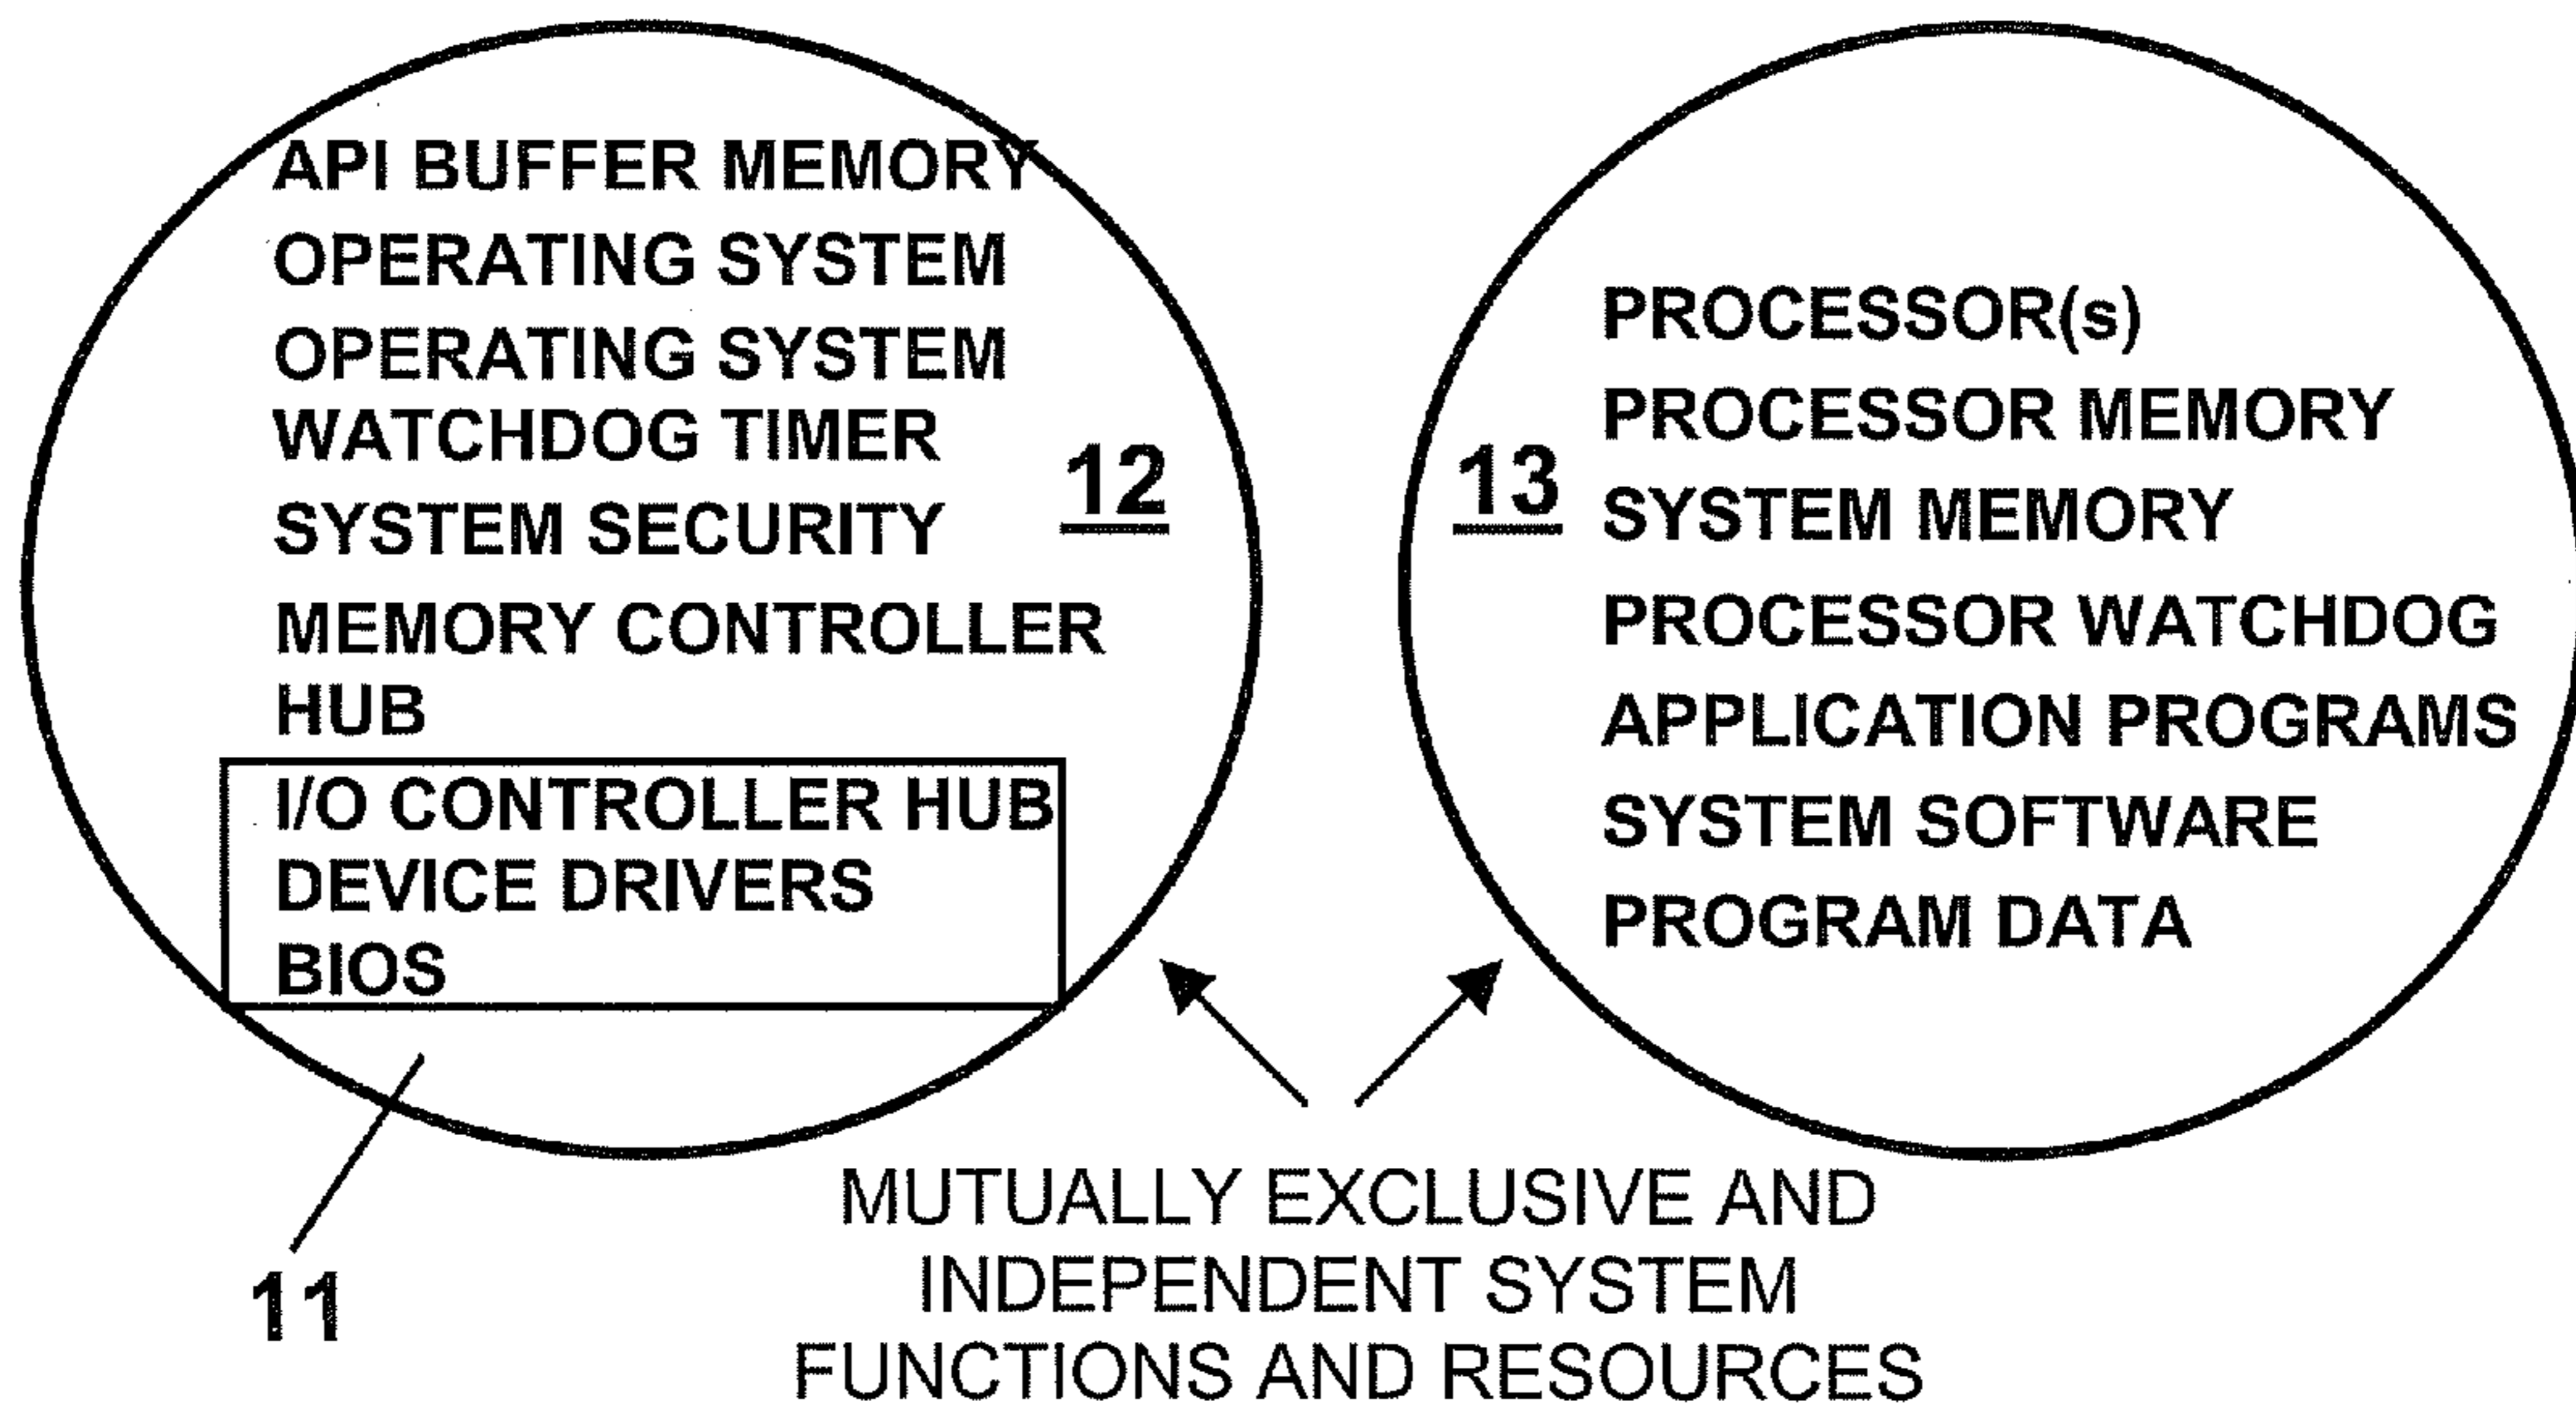 API BUFFER MEMORY
OPERATING SYSTEM
OPERATING SYSTEM
WATCHDOG TIMER
SYSTEM SECURITY
MEMORY CONTROLLER
HUB
I/O CONTROLLER HUB
DEVICE DRIVERS
BIOS
12
11
13
PROCESSOR(s)
PROCESSOR MEMORY
SYSTEM MEMORY
PROCESSOR WATCHDOG
APPLICATION PROGRAMS
SYSTEM SOFTWARE
PROGRAM DATA
MUTUALLY EXCLUSIVE AND
INDEPENDENT SYSTEM
FUNCTIONS AND RESOURCES